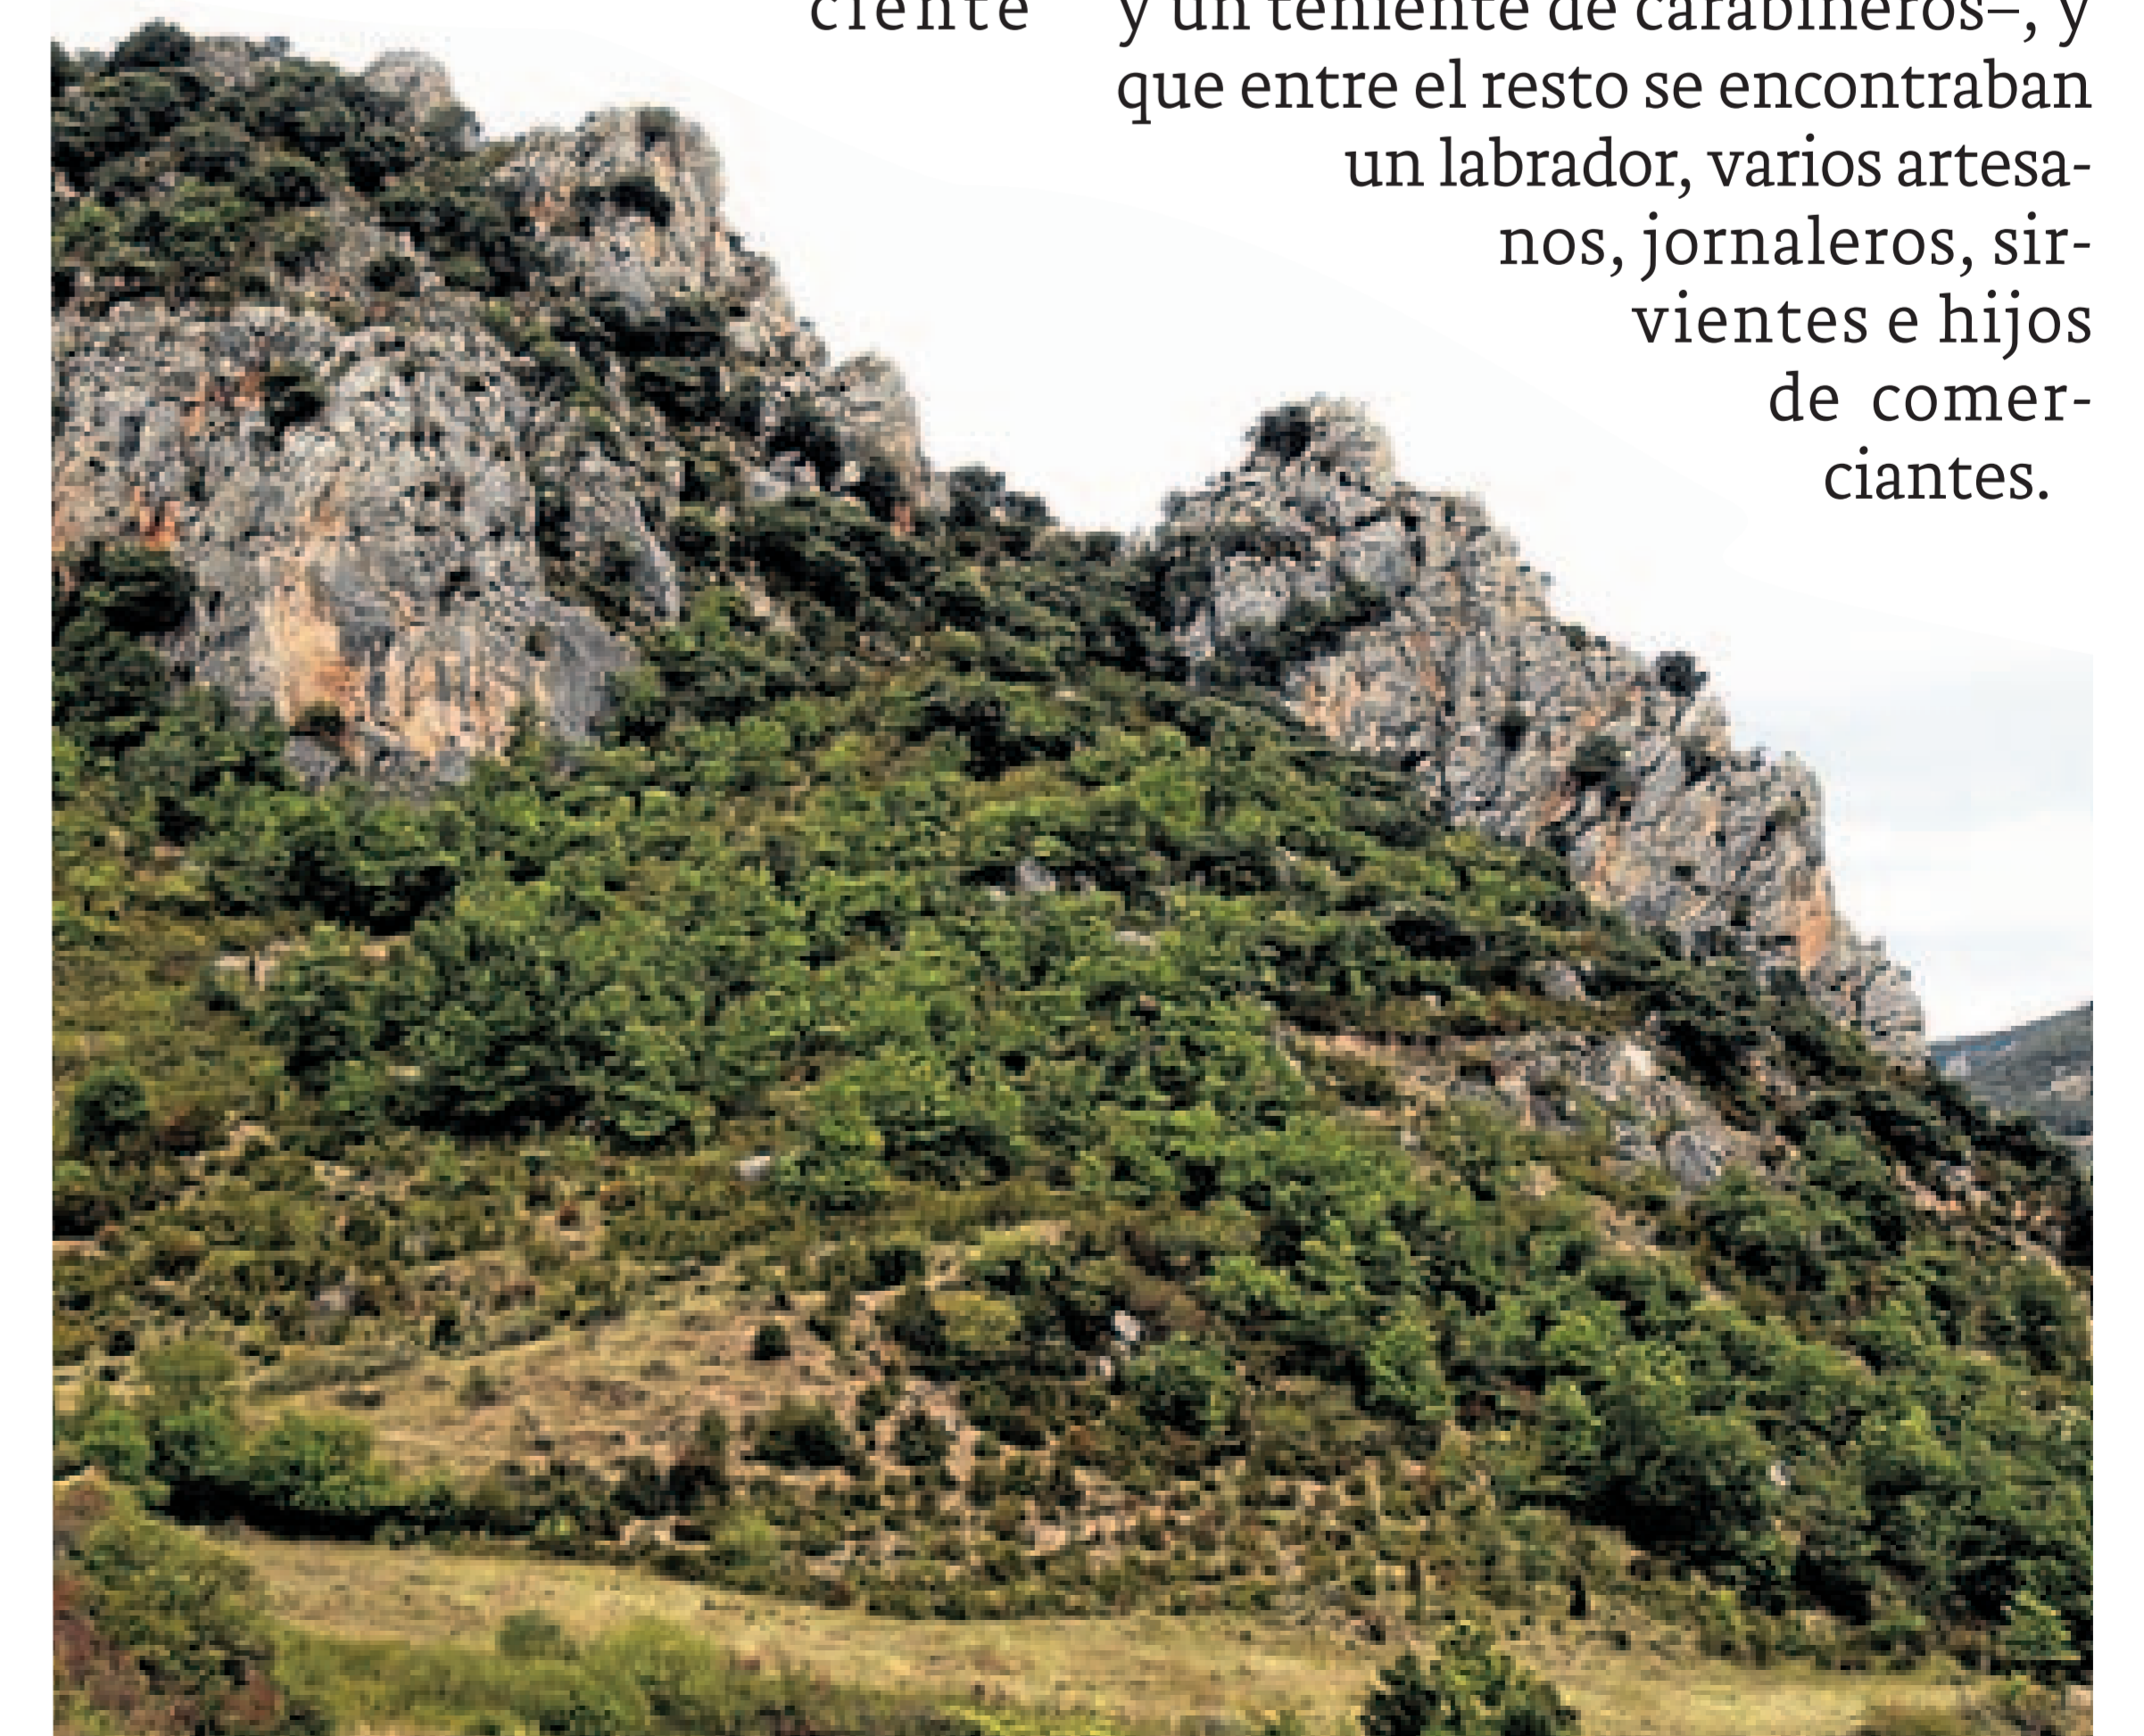 ciente
y un teniente de carabineros–, y
que entre el resto se encontraban
un labrador, varios artesa-
nos, jornaleros, sir-
vientes e hijos
de comer-
ciantes.